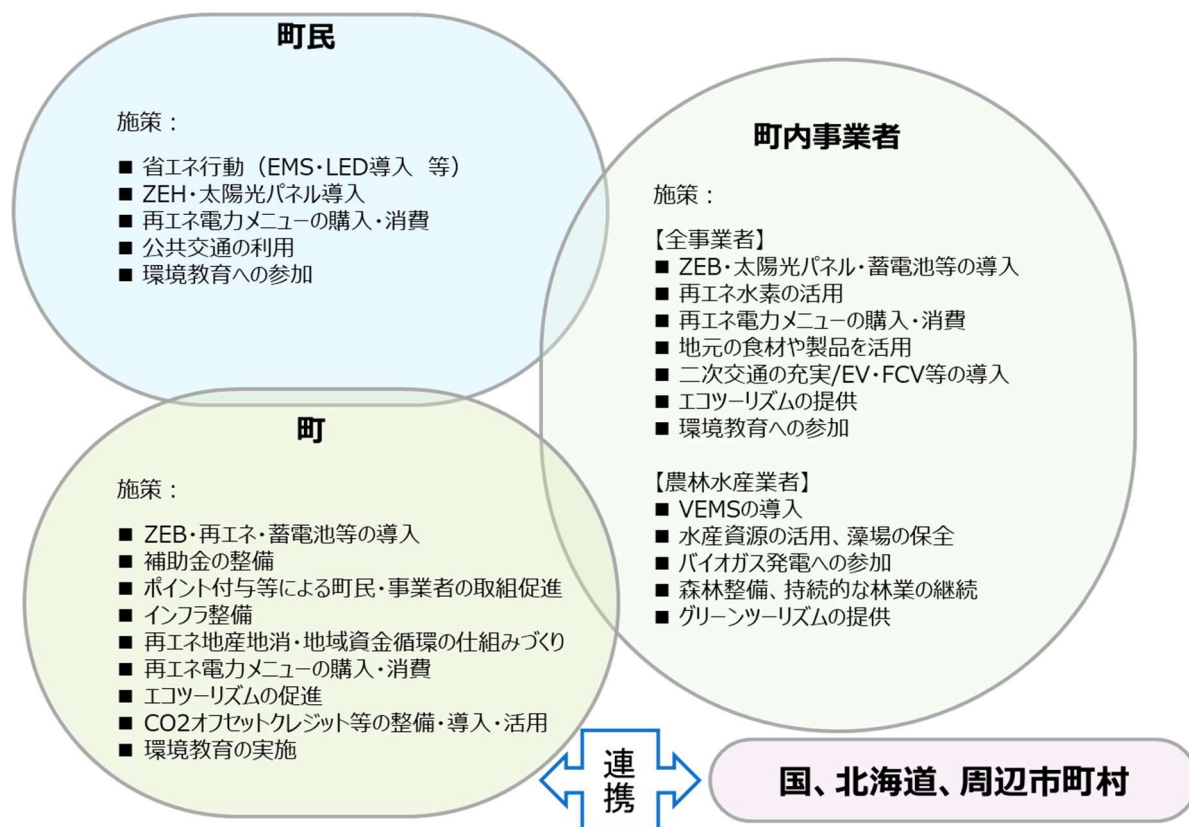 町民
施策：
■ 省エネ行動（EMS・LED導入　等）
■ ZEH・太陽光パネル導入
■ 再エネ電力メニューの購入・消費
■ 公共交通の利用
■ 環境教育への参加
町内事業者
施策：
【全事業者】
■ ZEB・太陽光パネル・蓄電池等の導入
■ 再エネ水素の活用
■ 再エネ電力メニューの購入・消費
■ 地元の食材や製品を活用
■ 二次交通の充実/EV・FCV等の導入
■ エコツーリズムの提供
■ 環境教育への参加
【農林水産業者】
■ VEMSの導入
■ 水産資源の活用、藻場の保全
■ バイオガス発電への参加
■ 森林整備、持続的な林業の継続
■ グリーンツーリズムの提供
町
施策：
■ ZEB・再エネ・蓄電池等の導入
■ 補助金の整備
■ ポイント付与等による町民・事業者の取組促進
■ インフラ整備
■ 再エネ地産地消・地域資金循環の仕組みづくり
■ 再エネ電力メニューの購入・消費
■ エコツーリズムの促進
■ CO2オフセットクレジット等の整備・導入・活用
■ 環境教育の実施
連携
国、北海道、周辺市町村